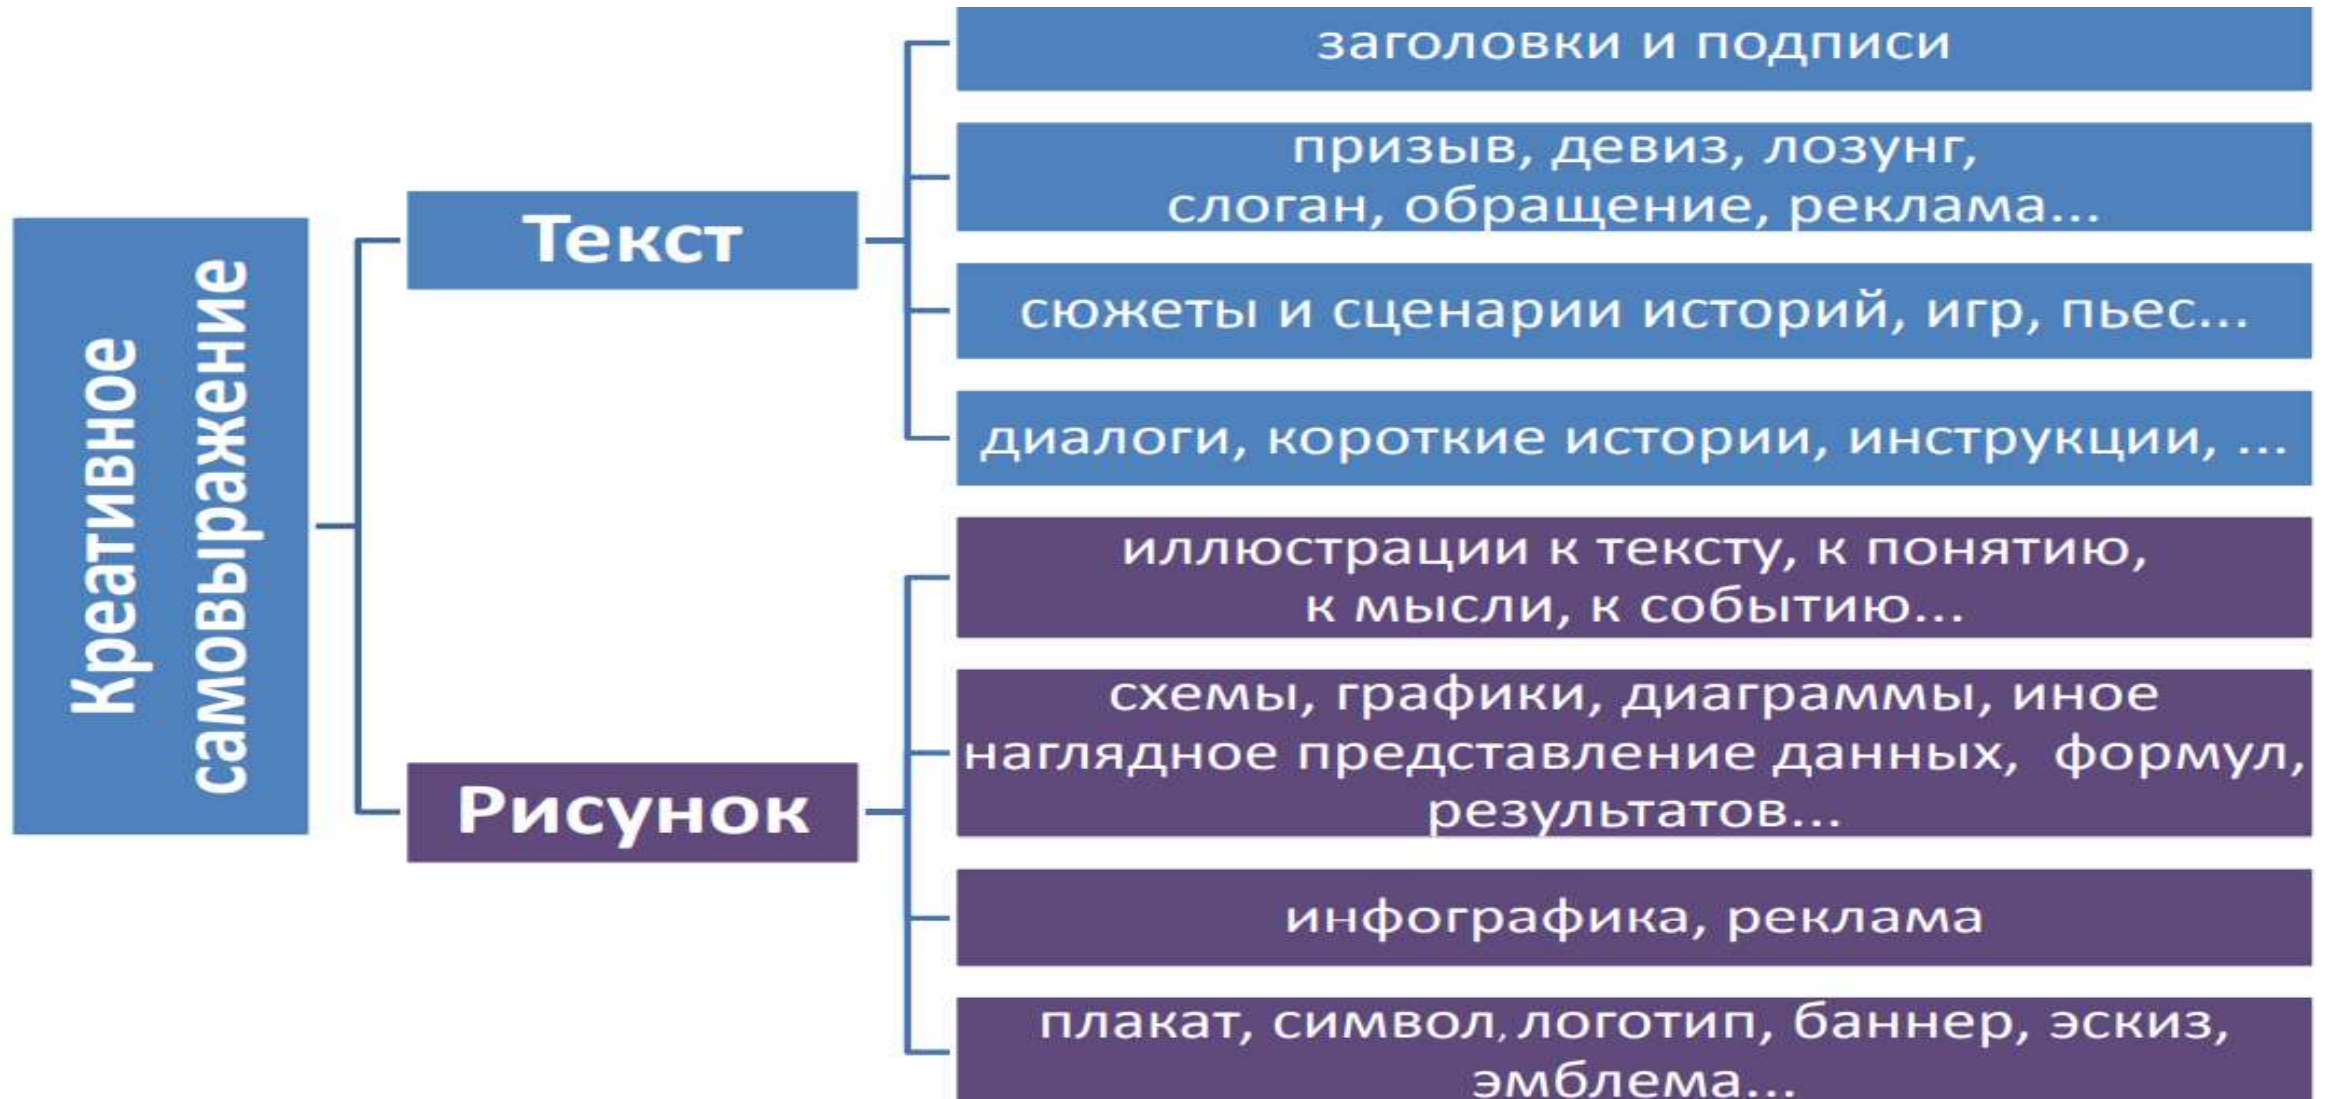 Креативное
самовыражение
Текст
заголовки и подписи
призыв, девиз, лозунг,
слоган, обращение, реклама...
сюжеты и сценарии историй, игр, пьес...
диалоги, короткие истории, инструкции, ...
Рисунок
иллюстрации к тексту, к понятию,
к мысли, к событию...
схемы, графики, диаграммы, иное
наглядное представление данных, формул,
результатов...
инфографика, реклама
плакат, символ, логотип, баннер, эскиз,
эмблема...